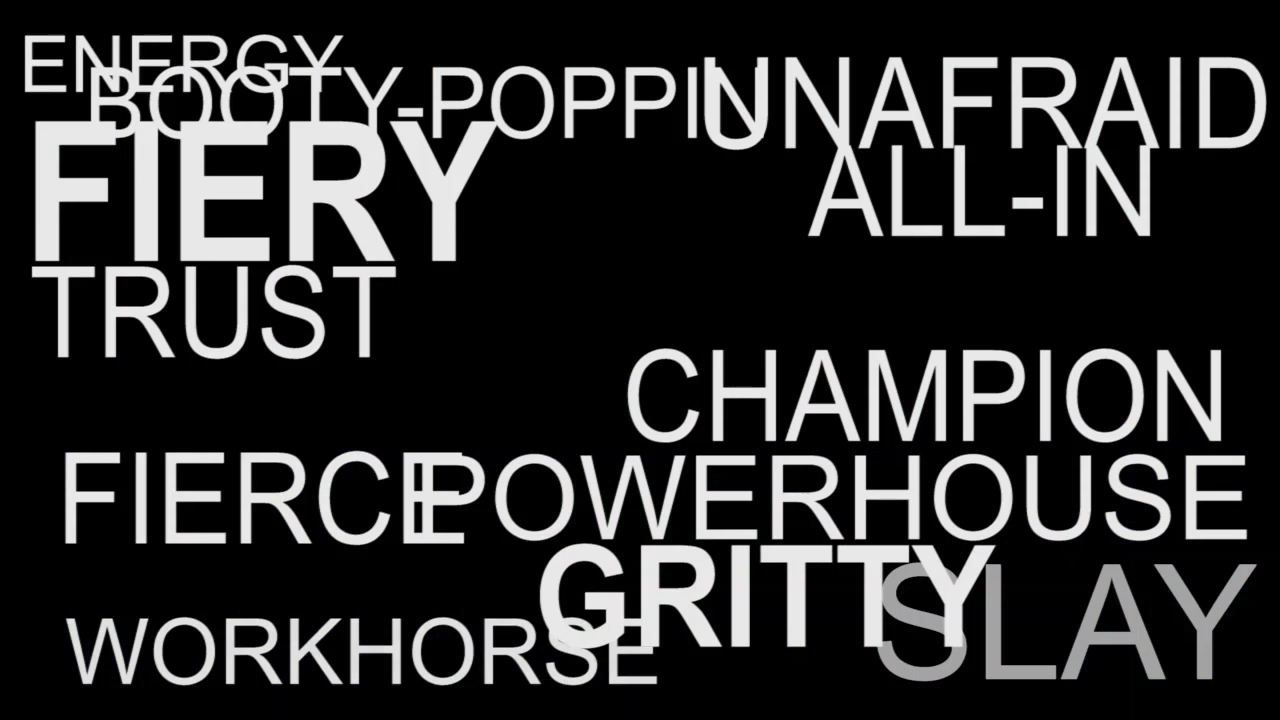 ENERGY
BOOTY-POPPIN
UNAFRAID
FIERY
ALL-IN
TRUST
CHAMPION
FIERCE
POWERHOUSE
GRITTY
SLAY
WORKHORSE